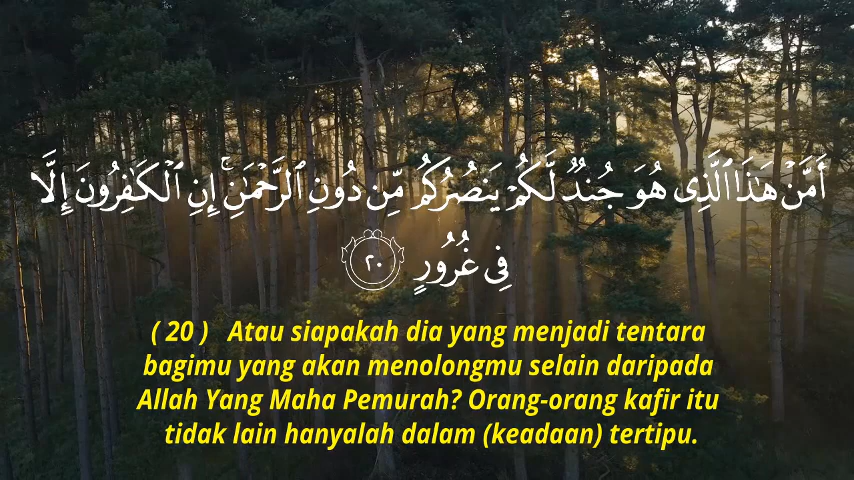 أَمَّنْ هَٰذَا ٱلَّذِى هُوَ جُندٌ لَّكُمْ يَنصُرُكُم مِّن دُونِ ٱلرَّحْمَٰنِ ۚ إِنِ ٱلْكَٰفِرُونَ إِلَّا
فِى غُرُورٍ ٢٠
( 20 ) Atau siapakah dia yang menjadi tentara
bagimu yang akan menolongmu selain daripada
Allah Yang Maha Pemurah? Orang-orang kafir itu
tidak lain hanyalah dalam (keadaan) tertipu.